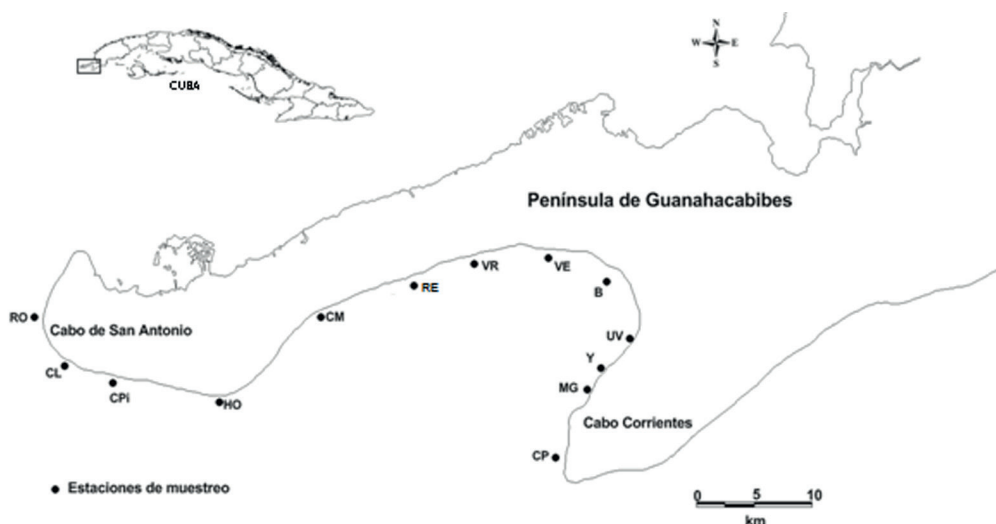 N
W E
S
CUBA
Península de Guanahacabibes
VR
VE
RE
B
RO
Cabo de San Antonio
CM
UV
CL
Y
CPi
MG
HO
Cabo Corrientes
CP
Estaciones de muestreo
0 5 10
km